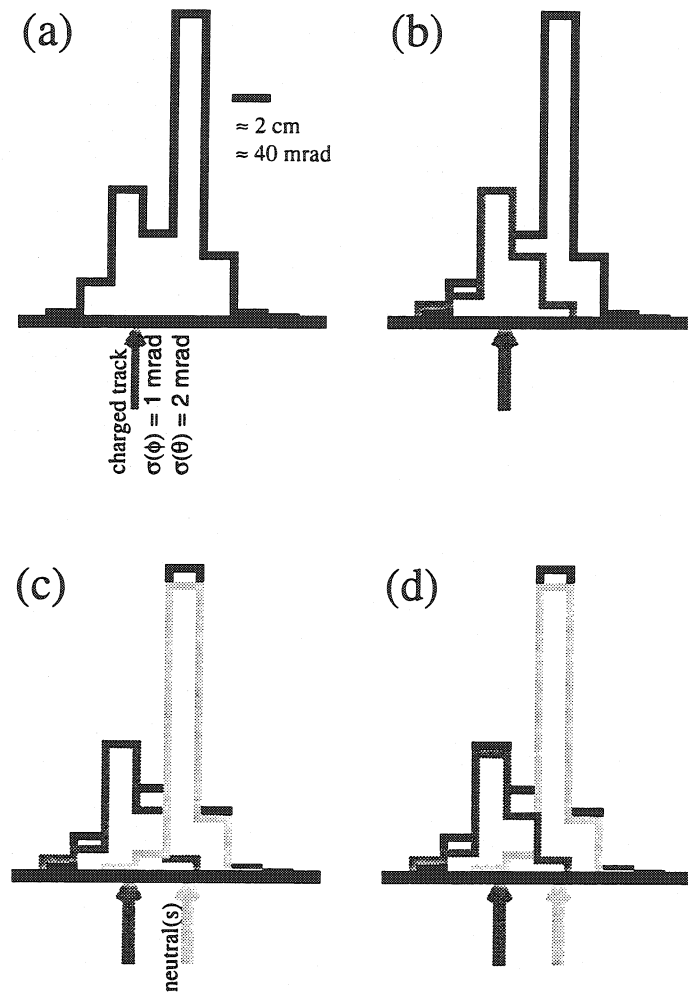 (a)
≈ 2 cm
≈ 40 mrad
charged track
σ(ϕ) = 1 mrad
σ(θ) = 2 mrad
(b)
(c)
neutral(s)
(d)